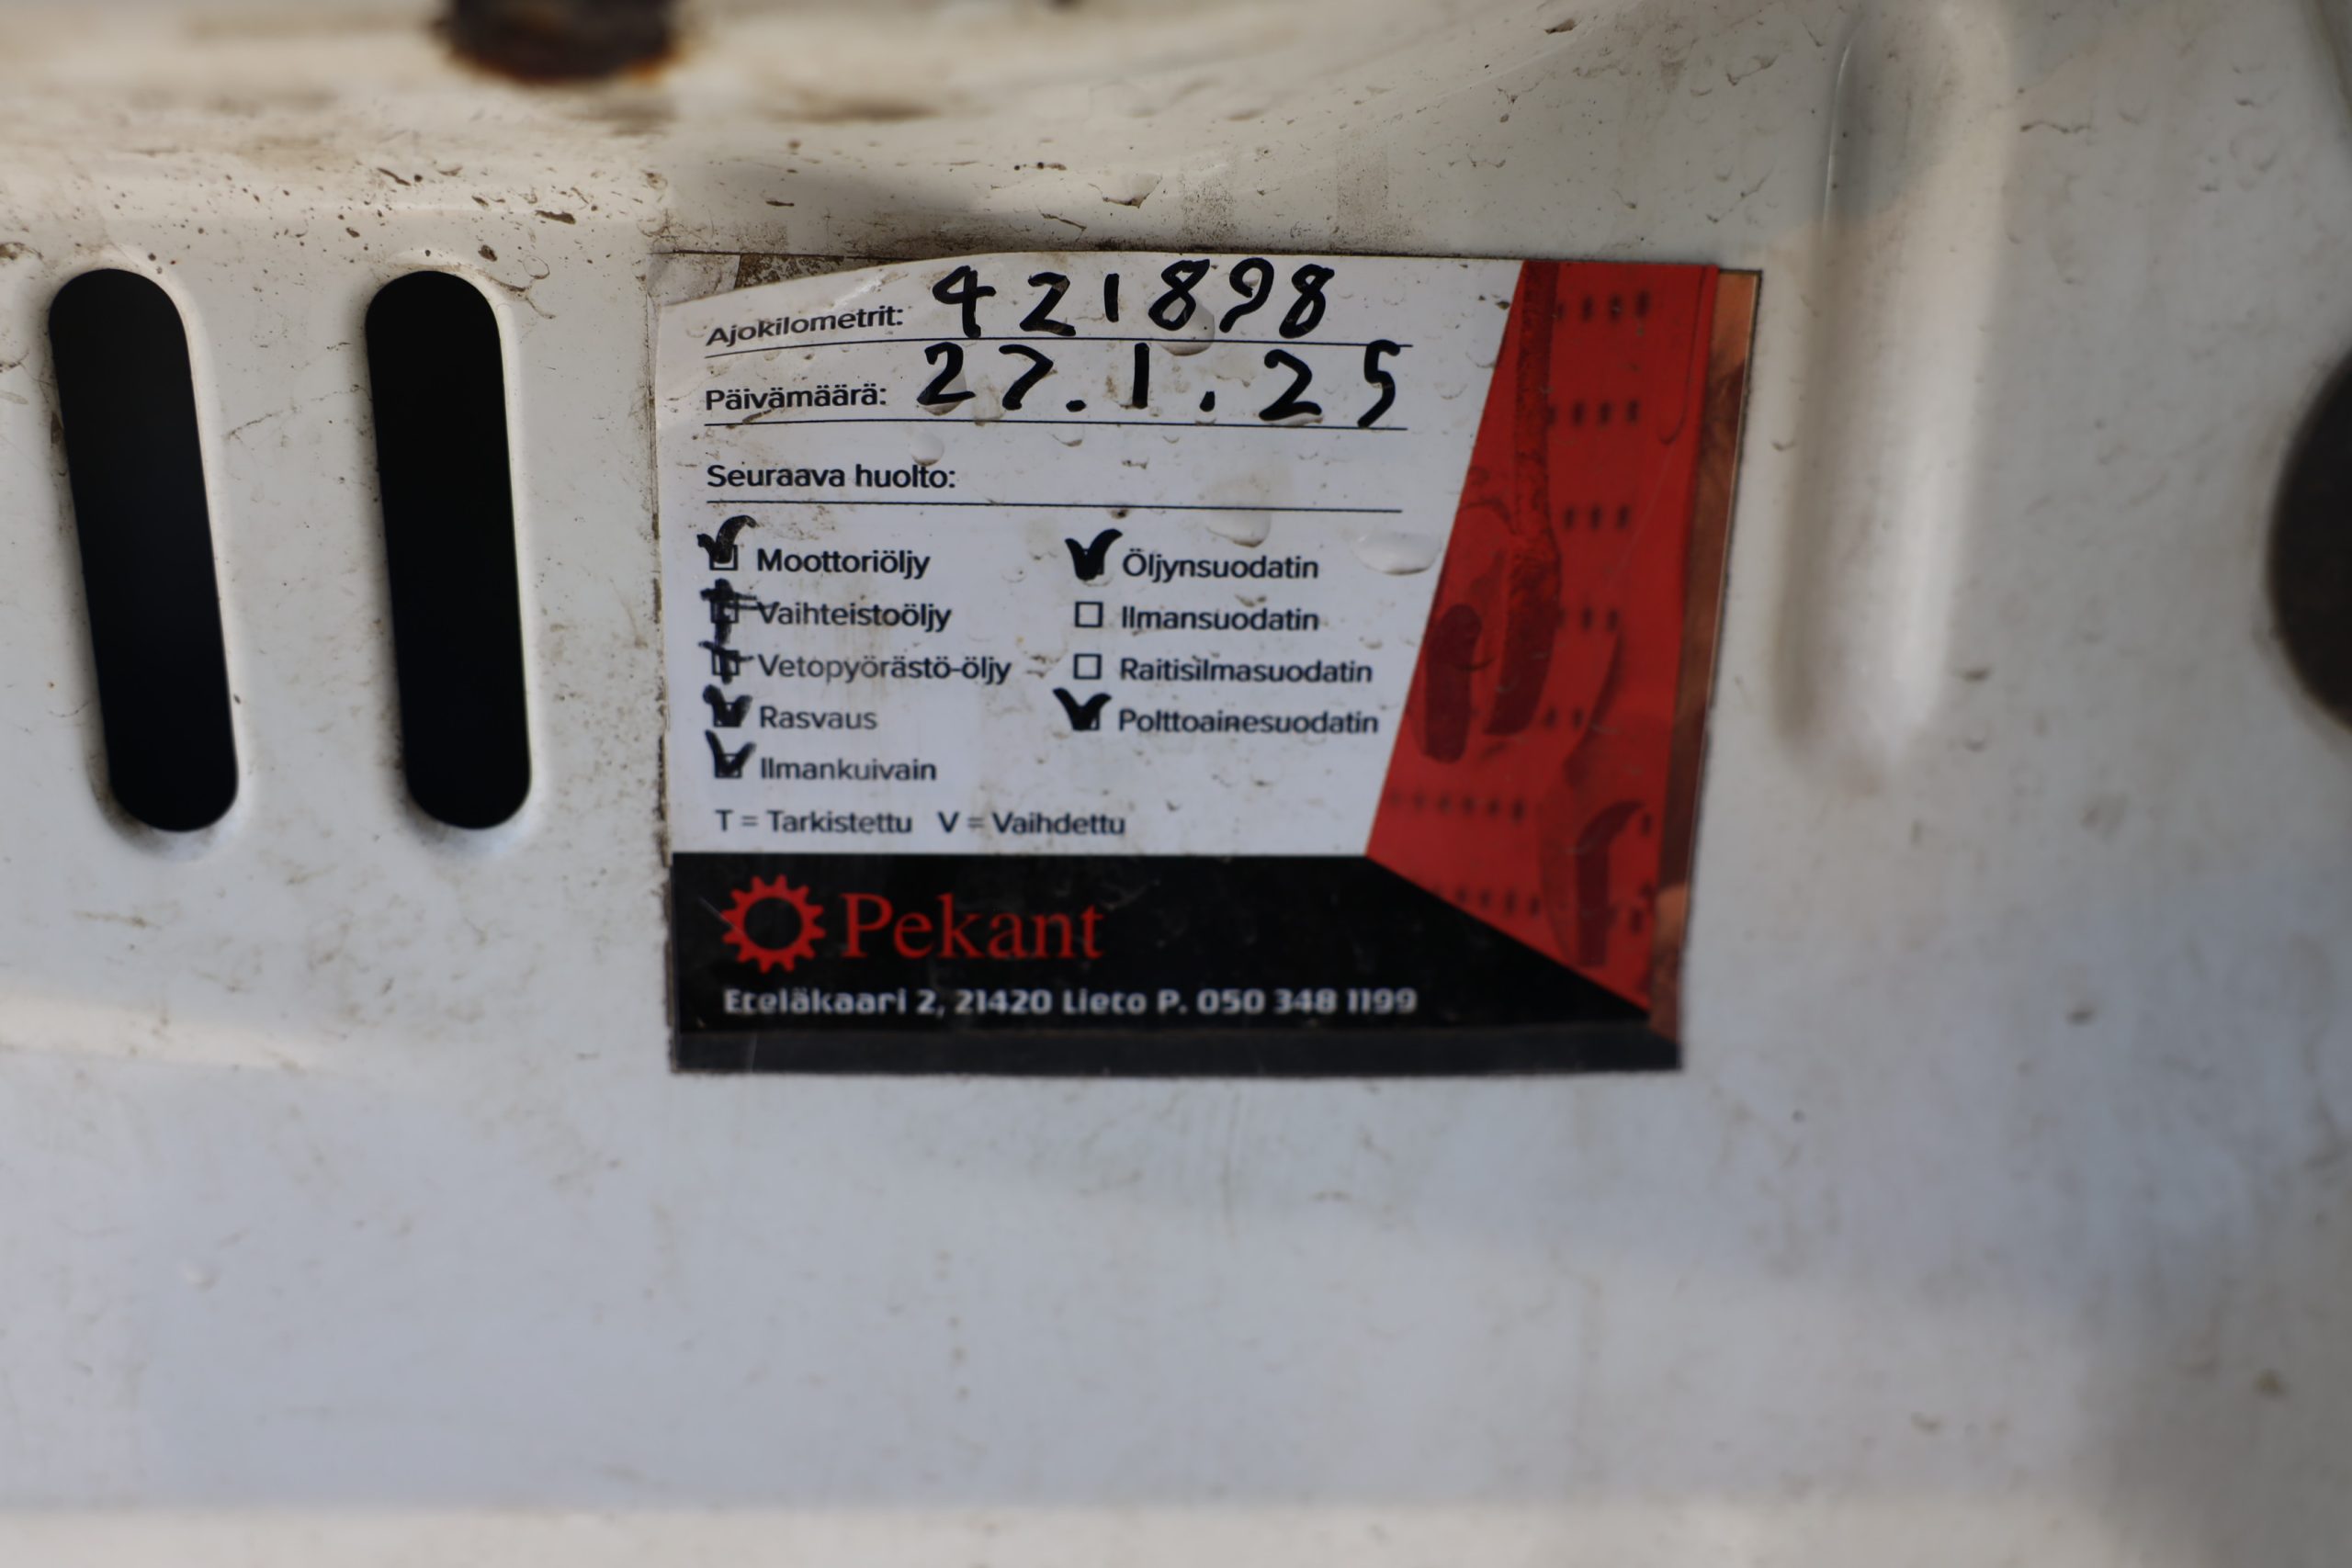 Ajokilometrit: 421898
Päivämäärä: 27.1.25
Seuraava huolto:
V Moottoriöljy V Öljynsuodatin
T Vaihteistoöljy ☐ Ilmansuodatin
T Vetopyörästö-öljy ☐ Raitisilmasuodatin
V Rasvaus V Polttoainesuodatin
V Ilmankuivain
T = Tarkistettu V = Vaihdettu
Pekant
Eteläkaari 2, 21420 Lieto P. 050 348 1199